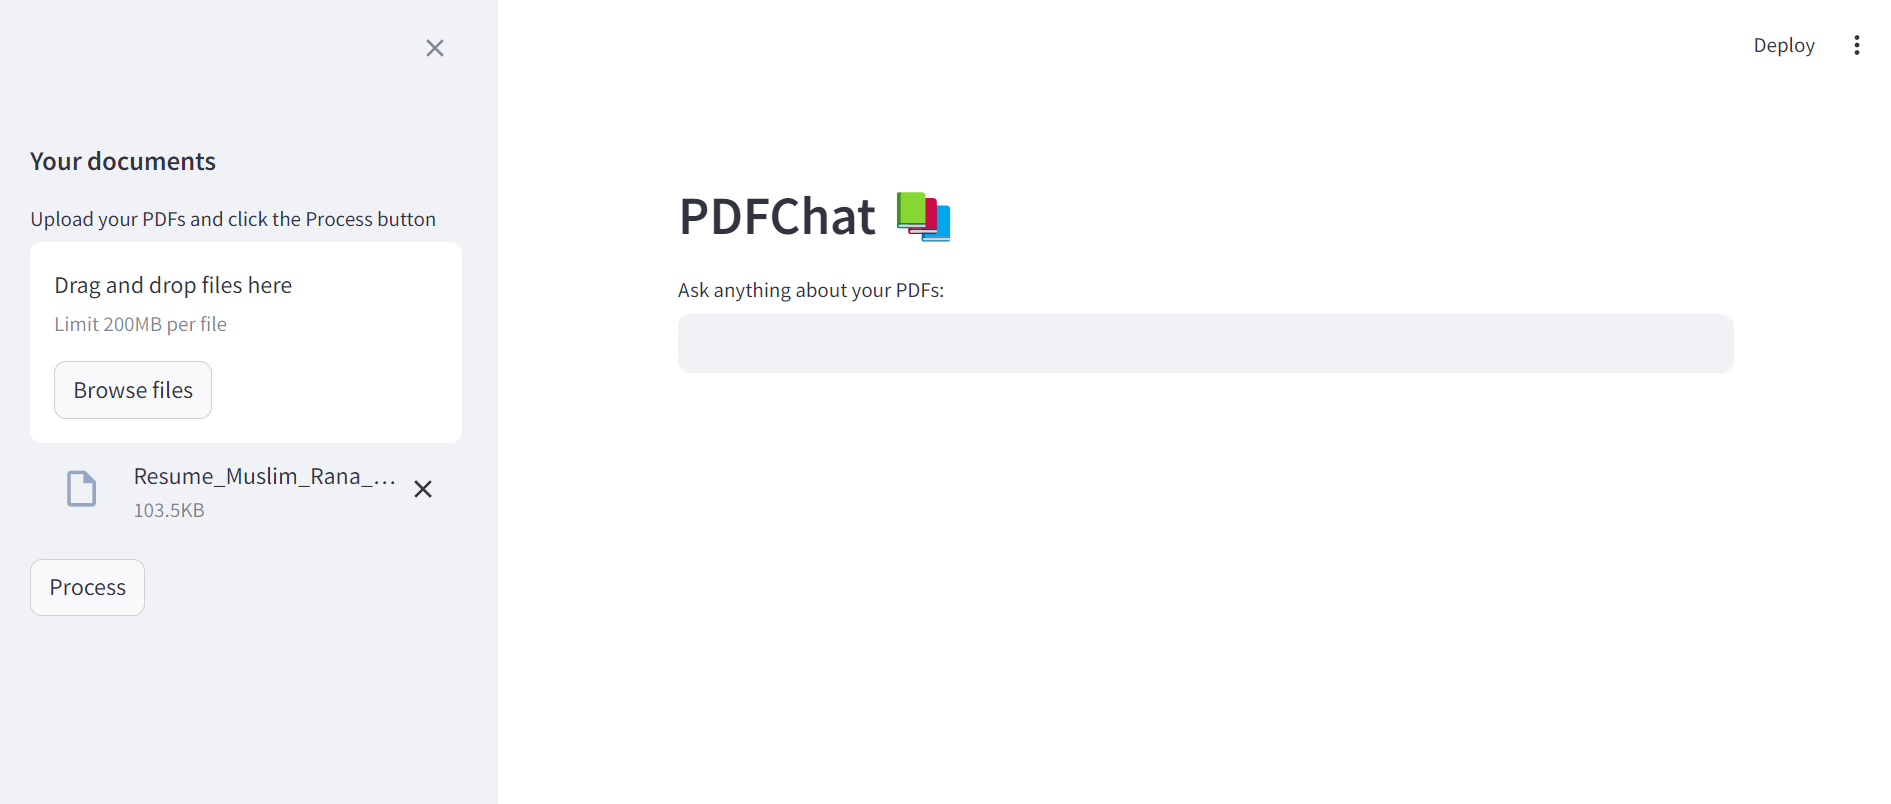 Deploy
Your documents
Upload your PDFs and click the Process button
Drag and drop files here
Limit 200MB per file
Browse files
Resume_Muslim_Rana_...
103.5KB
Process
PDFChat
Ask anything about your PDFs: